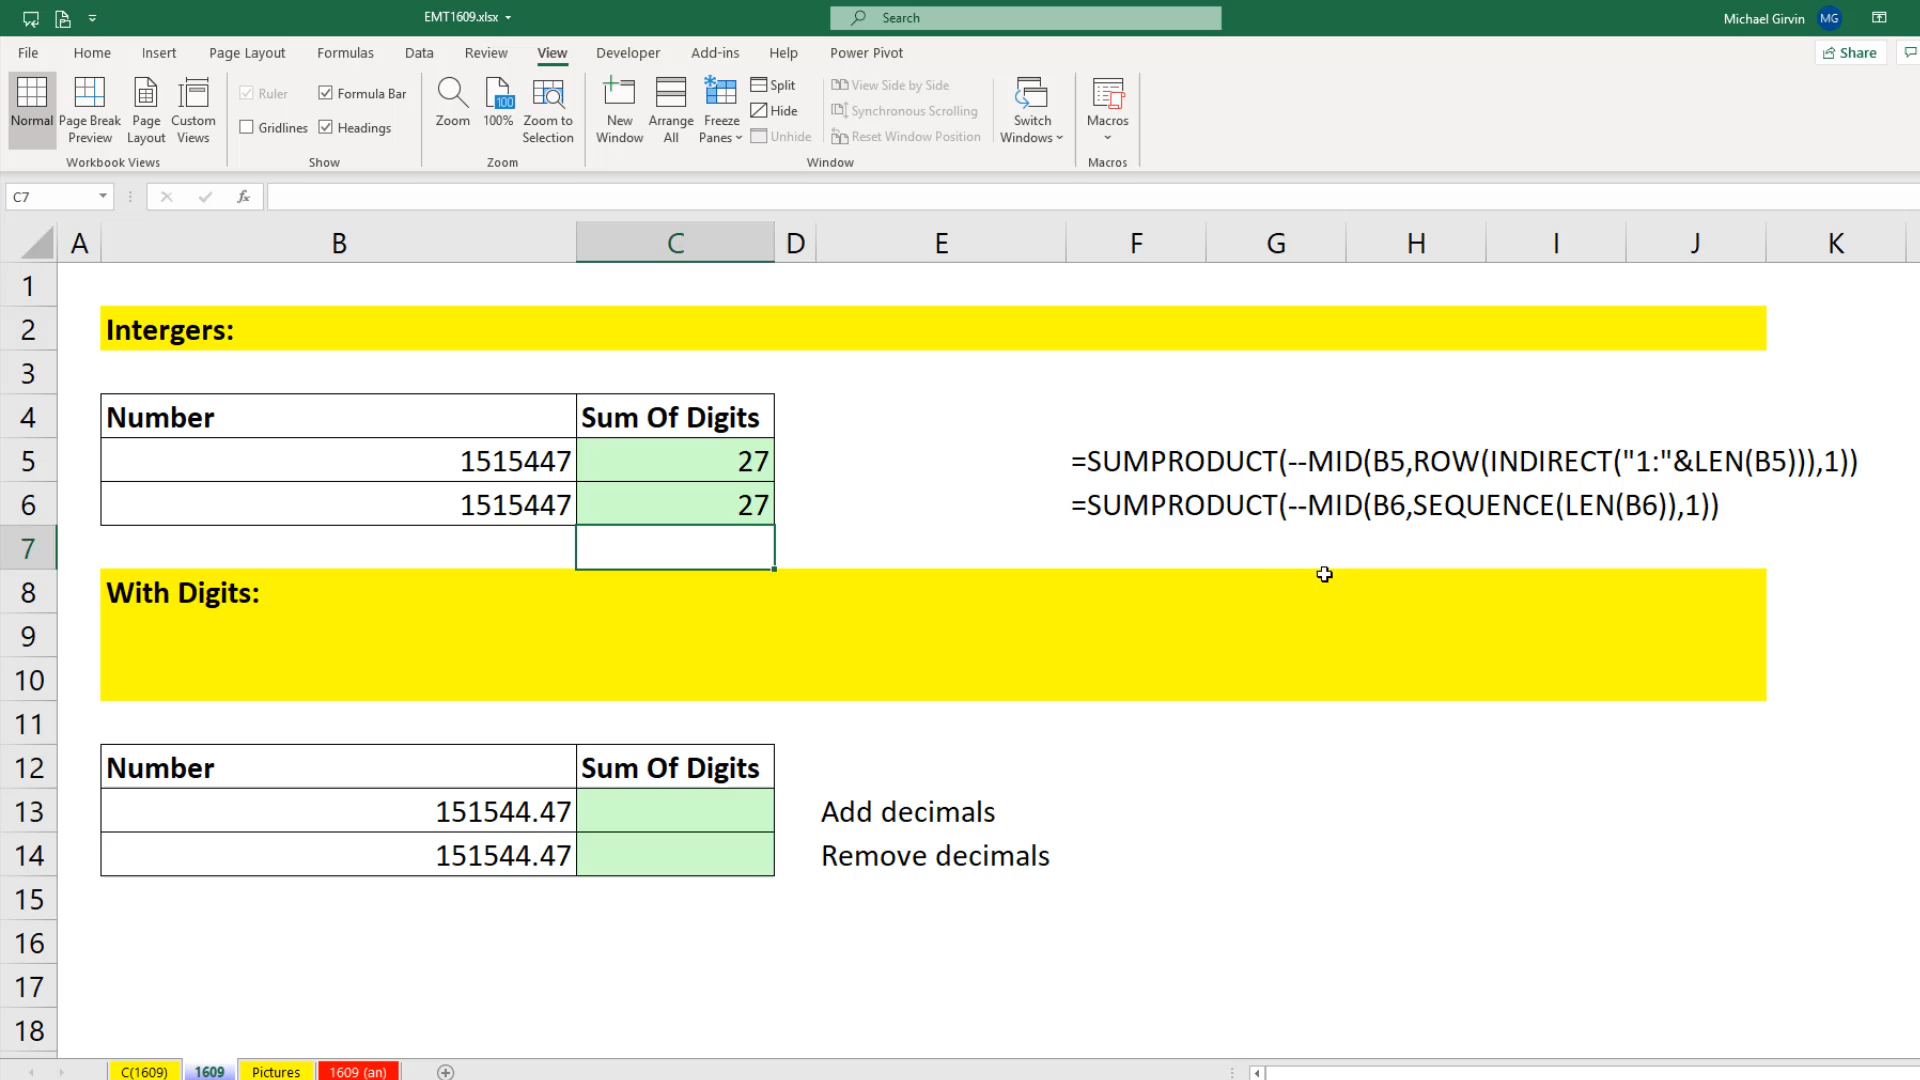 EMT1609.xlsx
Search
Michael Girvin MG
File Home Insert Page Layout Formulas Data Review View Developer Add-ins Help Power Pivot Share
Normal
Page Break Preview
Page Layout
Custom Views
Workbook Views
Ruler
Formula Bar
Gridlines
Headings
Show
Zoom
100
100%
Zoom to Selection
Zoom
New Window
Arrange All
Freeze Panes
Split
Hide
Unhide
View Side by Side
Synchronous Scrolling
Reset Window Position
Switch Windows
Window
Macros
Macros
C7 fx
A B C D E F G H I J K
1
2 Intergers:
3
4 Number Sum Of Digits
5 1515447 27 =SUMPRODUCT(--MID(B5,ROW(INDIRECT("1:"&LEN(B5))),1))
6 1515447 27 =SUMPRODUCT(--MID(B6,SEQUENCE(LEN(B6)),1))
7
8 With Digits:
9
10
11
12 Number Sum Of Digits
13 151544.47 Add decimals
14 151544.47 Remove decimals
15
16
17
18
C(1609) 1609 Pictures 1609 (an)